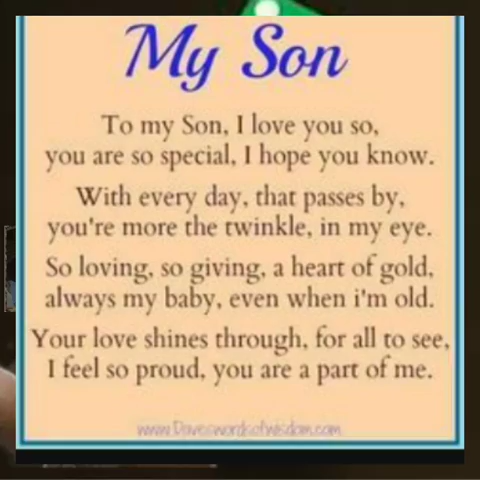 My Son
To my Son, I love you so,
you are so special, I hope you know.
With every day, that passes by,
you're more the twinkle, in my eye.
So loving, so giving, a heart of gold,
always my baby, even when i'm old.
Your love shines through, for all to see,
I feel so proud, you are a part of me.
www.Daveswordsofwisdom.com